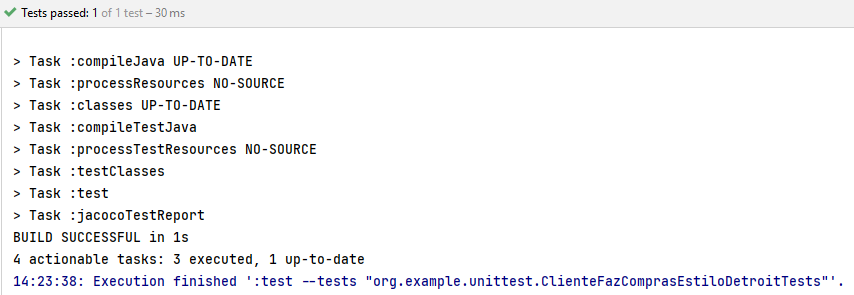 Tests passed: 1 of 1 test – 30 ms
> Task :compileJava UP-TO-DATE
> Task :processResources NO-SOURCE
> Task :classes UP-TO-DATE
> Task :compileTestJava
> Task :processTestResources NO-SOURCE
> Task :testClasses
> Task :test
> Task :jacocoTestReport
BUILD SUCCESSFUL in 1s
4 actionable tasks: 3 executed, 1 up-to-date
14:23:38: Execution finished ':test --tests "org.example.unittest.ClienteFazComprasEstiloDetroitTests"'.